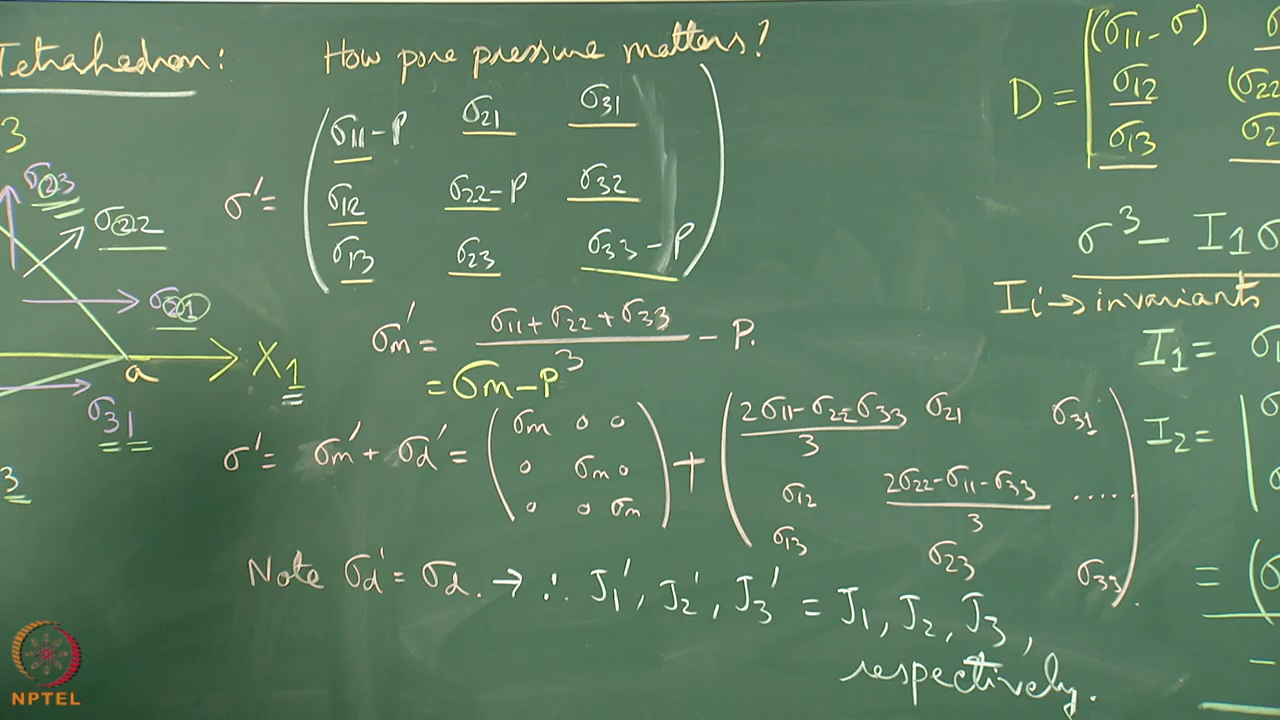 Tetrahedron: How pore pressure matters?
σ' = ( σ11-P σ21 σ31
σ12 σ22-P σ32
σ13 σ23 σ33-P )
σm' = (σ11+σ22+σ33)/3 - P.
= σm-P
σ' = σm' + σd' = ( σm 0 0
0 σm 0
0 0 σm ) + ( (2σ11-σ22-σ33)/3 σ21 σ31
σ12 (2σ22-σ11-σ33)/3 .....
σ13 σ23 σ33 ).
Note σd' = σd. → ∴ J1', J2', J3' = J1, J2, J3,
respectively.
3
σ23
σ22
σ21
X1
a
σ31
3
D = | (σ11-σ)
σ12 (σ22
σ13
σ³ - I1σ
Ii → invariants
I1 =
I2 =
= (σ
-
NPTEL